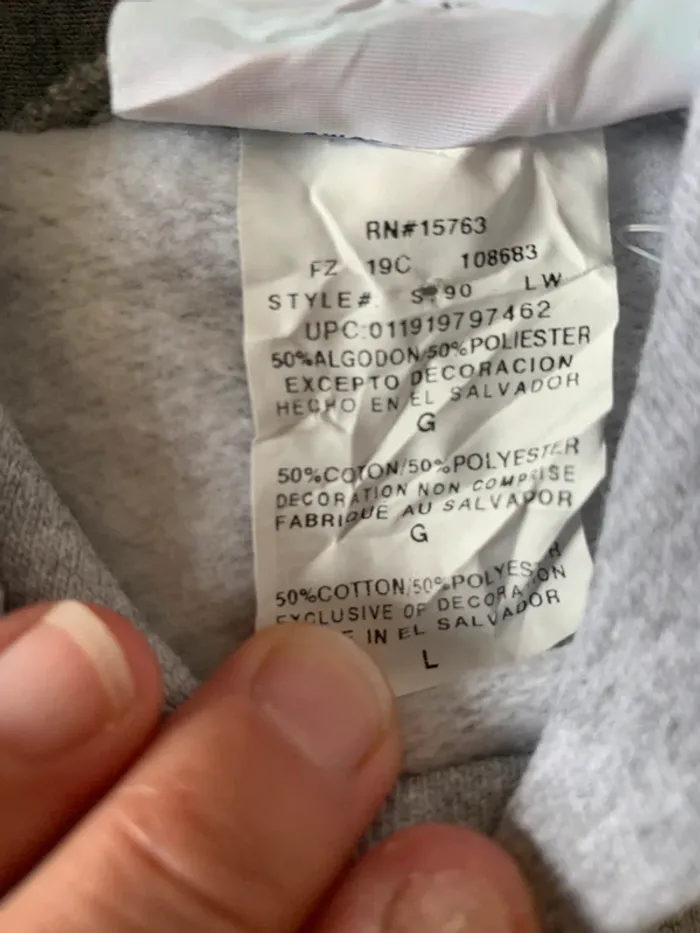 RN#15763
FZ 19C 108683
STYLE# 90 LW
UPC:011919797462
50%ALGODON/50%POLIESTER
EXCEPTO DECORACION
HECHO EN EL SALVADOR
G
50%COTON/50%POLYESTER
DECORATION NON COMPRISE
FABRIQUE AU SALVADOR
G
50%COTTON/50%POLYESTER
EXCLUSIVE OF DECORATION
IN EL SALVADOR
L